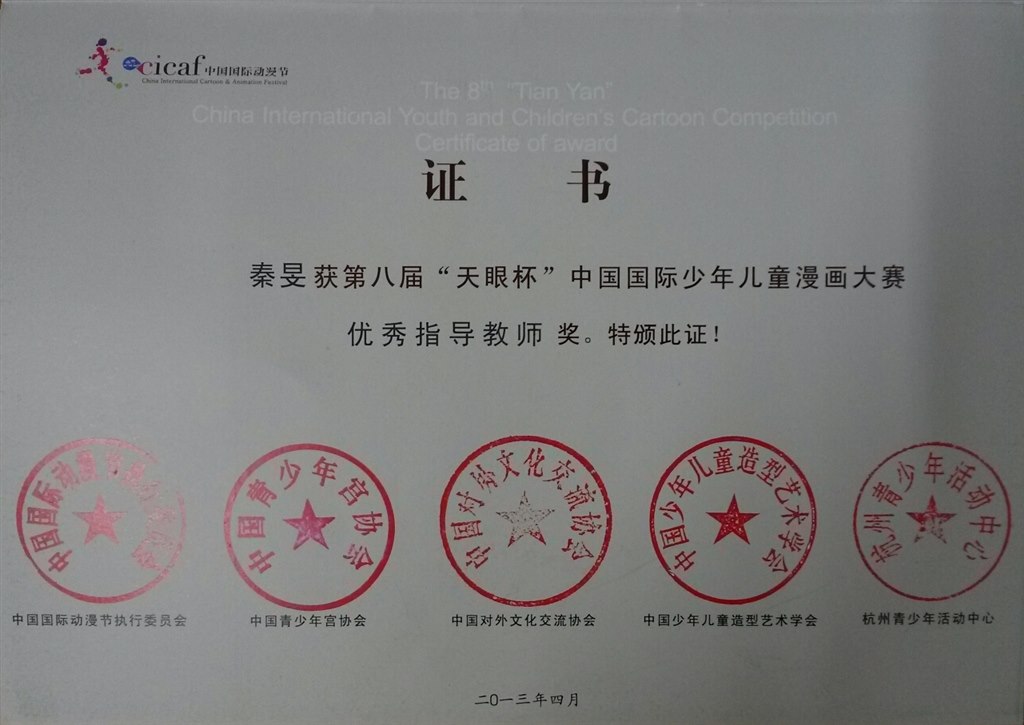 cicaf 中国国际动漫节
China International Cartoon & Animation Festival
The 8th "Tian Yan"
China International Youth and Children's Cartoon Competition
Certificate of award
证 书
秦旻获第八届“天眼杯”中国国际少年儿童漫画大赛
优秀指导教师 奖。特颁此证！
中国青少年宫协会
中国对外文化交流协会
中国少年儿童造型艺术学会
杭州青少年活动中心
中国国际动漫节执行委员会
中国青少年宫协会
中国对外文化交流协会
中国少年儿童造型艺术学会
杭州青少年活动中心
二〇一三年四月